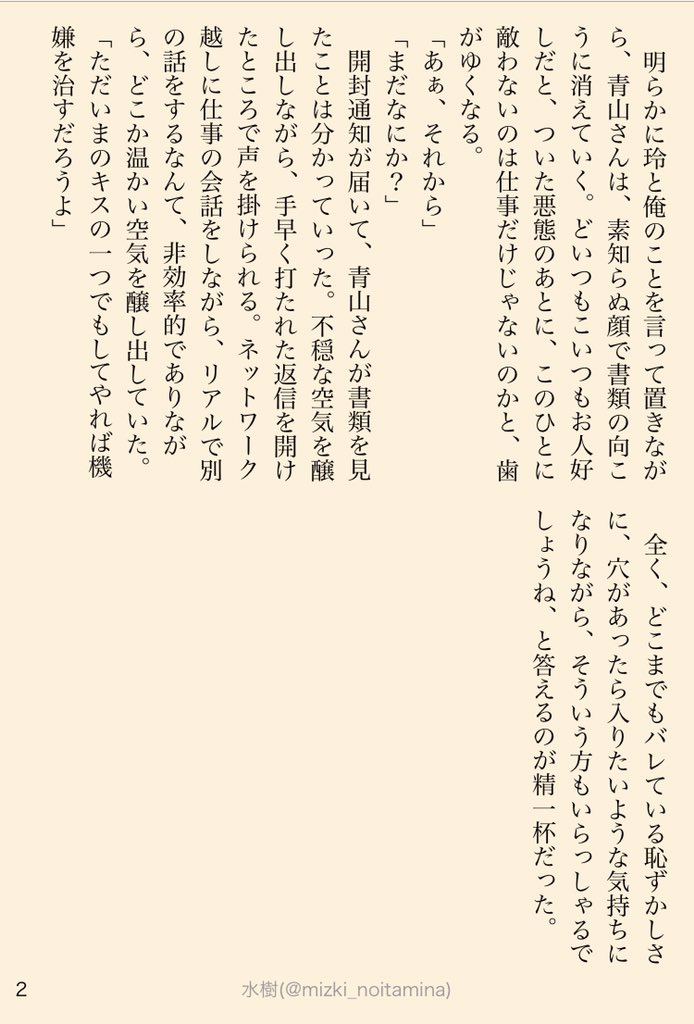 明らかに玲と俺のことを言って置きなが
ら、青山さんは、素知らぬ顔で書類の向こ
うに消えていく。どいつもこいつもお人好
しだと、ついた悪態のあとに、このひとに
敵わないのは仕事だけじゃないのかと、歯
がゆくなる。
「あぁ、それから」
「まだなにか？」
　開封通知が届いて、青山さんが書類を見
たことは分かっていった。不穏な空気を醸
し出しながら、手早く打たれた返信を開け
たところで声を掛けられる。ネットワーク
越しに仕事の会話をしながら、リアルで別
の話をするなんて、非効率的でありなが
ら、どこか温かい空気を醸し出していた。
「ただいまのキスの一つでもしてやれば機
嫌を治すだろうよ」
　全く、どこまでもバレている恥ずかしさ
に、穴があったら入りたいような気持ちに
なりながら、そういう方もいらっしゃるで
しょうね、と答えるのが精一杯だった。
2
水樹(@mizki_noitamina)